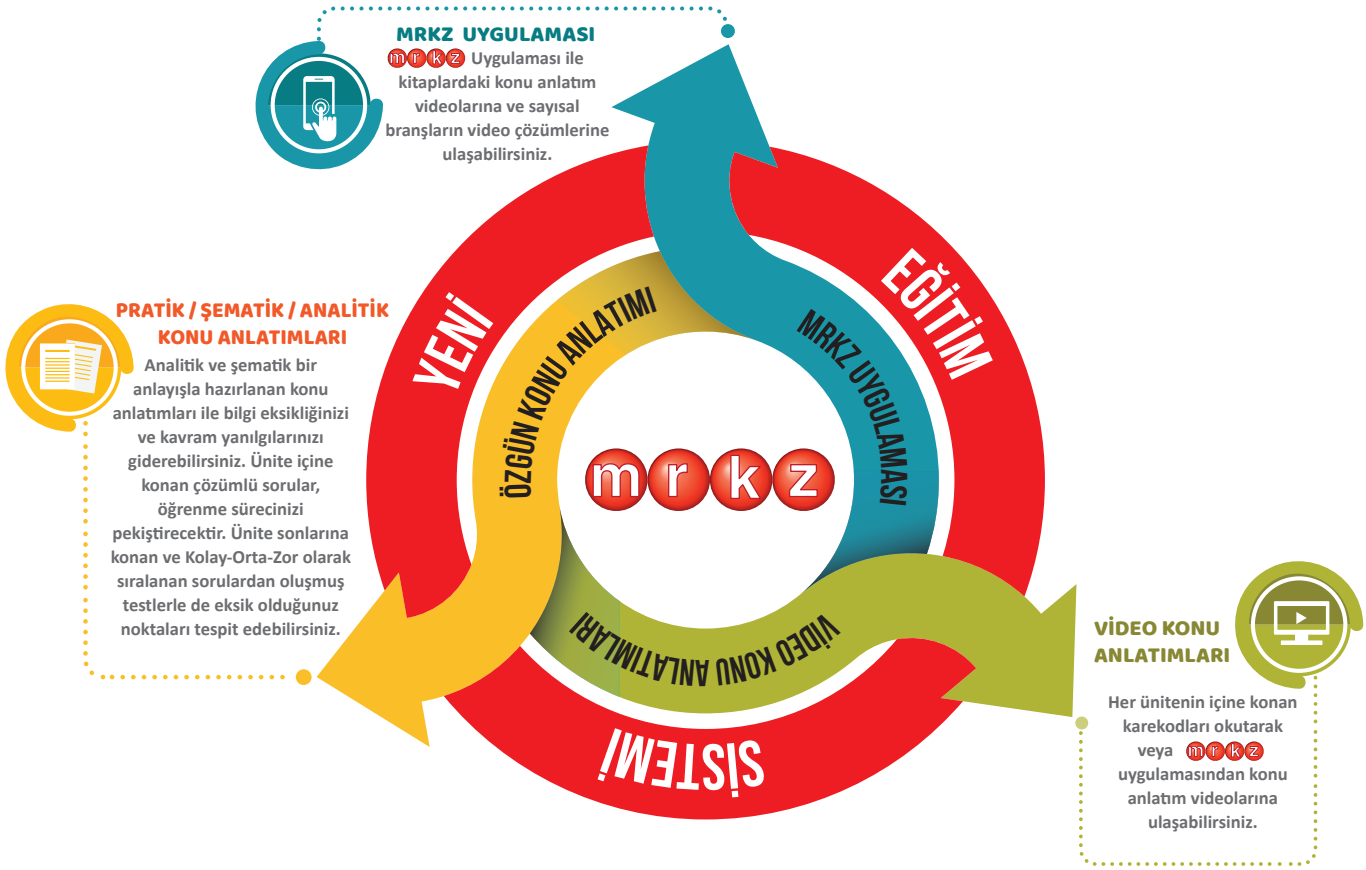 MRKZ UYGULAMASI
mrkz Uygulaması ile
kitaplardaki konu anlatım
videolarına ve sayısal
branşların video çözümlerine
ulaşabilirsiniz.
PRATİK / ŞEMATİK / ANALİTİK
KONU ANLATIMLARI
Analitik ve şematik bir
anlayışla hazırlanan konu
anlatımları ile bilgi eksikliğinizi
ve kavram yanılgılarınızı
giderebilirsiniz. Ünite içine
konan çözümlü sorular,
öğrenme sürecinizi
pekiştirecektir. Ünite sonlarına
konan ve Kolay-Orta-Zor olarak
sıralanan sorulardan oluşmuş
testlerle de eksik olduğunuz
noktaları tespit edebilirsiniz.
YENİ
EĞİTİM
SİSTEMİ
ÖZGÜN KONU ANLATIMI
MRKZ UYGULAMASI
VİDEO KONU ANLATIMLARI
mrkz
VİDEO KONU
ANLATIMLARI
Her ünitenin içine konan
karekodları okutarak
veya mrkz
uygulamasından konu
anlatım videolarına
ulaşabilirsiniz.